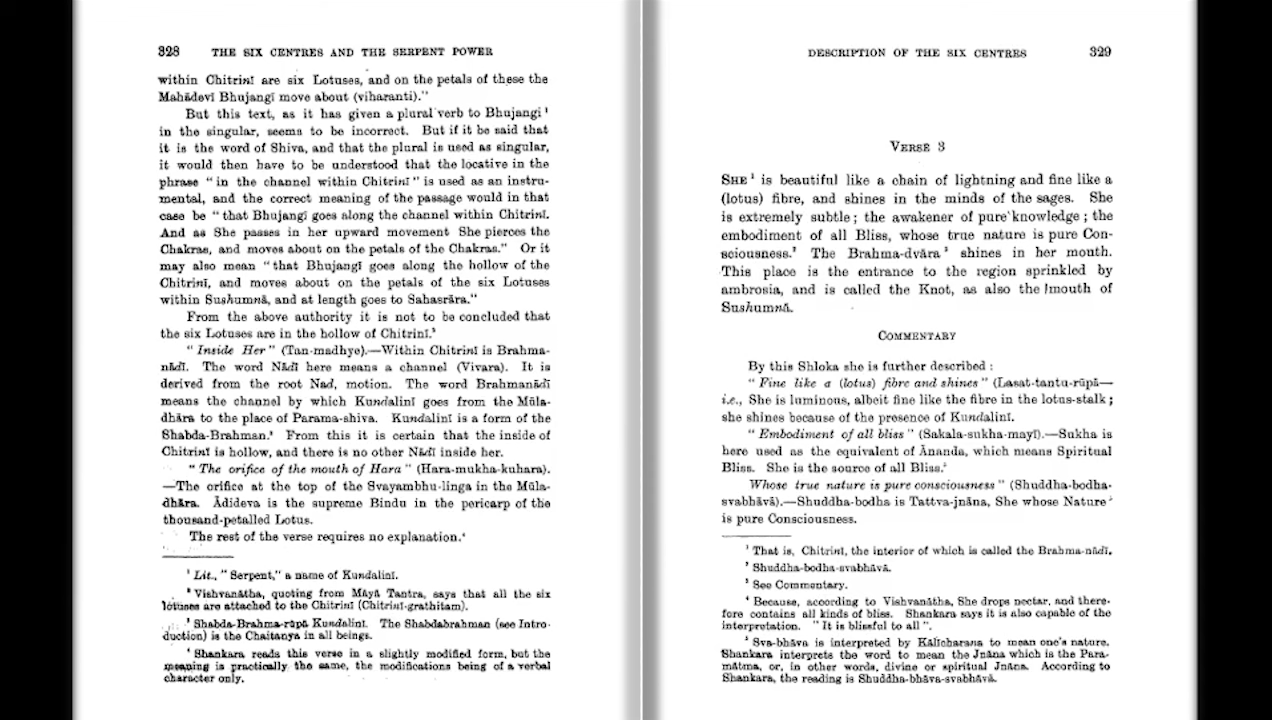 328 THE SIX CENTRES AND THE SERPENT POWER
within Chitrinī are six Lotuses, and on the petals of these the
Mahādevī Bhujangī move about (viharanti)."
But this text, as it has given a plural verb to Bhujangī ¹
in the singular, seems to be incorrect. But if it be said that
it is the word of Shiva, and that the plural is used as singular,
it would then have to be understood that the locative in the
phrase " in the channel within Chitrinī " is used as an instru-
mental, and the correct meaning of the passage would in that
case be " that Bhujangī goes along the channel within Chitrinī.
And as She passes in her upward movement She pierces the
Chakras, and moves about on the petals of the Chakras." Or it
may also mean " that Bhujangī goes along the hollow of the
Chitrinī, and moves about on the petals of the six Lotuses
within Sushumnā, and at length goes to Sahasrāra."
From the above authority it is not to be concluded that
the six Lotuses are in the hollow of Chitrinī.²
" Inside Her " (Tan-madhye).—Within Chitrinī is Brahma-
nādī. The word Nādī here means a channel (Vivara). It is
derived from the root Nad, motion. The word Brahmanādī
means the channel by which Kundalinī goes from the Mūlā-
dhāra to the place of Parama-shiva. Kundalinī is a form of the
Shabda-Brahman.³ From this it is certain that the inside of
Chitrinī is hollow, and there is no other Nādī inside her.
" The orifice of the mouth of Hara " (Hara-mukha-kuhara).
—The orifice at the top of the Svayambhu-linga in the Mūlā-
dhāra. Ādideva is the supreme Bindu in the pericarp of the
thousand-petalled Lotus.
The rest of the verse requires no explanation.⁴
¹ Lit., " Serpent," a name of Kundalinī.
² Vishvanātha, quoting from Māyā Tantra, says that all the six
lotuses are attached to the Chitrinī (Chitrinī-grathitam).
³ Shabda-Brahma-rūpā Kundalinī. The Shabdabrahman (see Intro-
duction) is the Chaitanya in all beings.
⁴ Shankara reads this verse in a slightly modified form, but the
meaning is practically the same, the modifications being of a verbal
character only.
DESCRIPTION OF THE SIX CENTRES 329
VERSE 3
SHE ¹ is beautiful like a chain of lightning and fine like a
(lotus) fibre, and shines in the minds of the sages. She
is extremely subtle ; the awakener of pure knowledge ; the
embodiment of all Bliss, whose true nature is pure Con-
sciousness.² The Brahma-dvāra ³ shines in her mouth.
This place is the entrance to the region sprinkled by
ambrosia, and is called the Knot, as also the mouth of
Sushumnā.
COMMENTARY
By this Shloka she is further described :
" Fine like a (lotus) fibre and shines " (Lasat-tantu-rūpā—
i.e., She is luminous, albeit fine like the fibre in the lotus-stalk ;
she shines because of the presence of Kundalinī.
" Embodiment of all bliss " (Sakala-sukha-mayī).—Sukha is
here used as the equivalent of Ānanda, which means Spiritual
Bliss. She is the source of all Bliss.⁴
Whose true nature is pure consciousness " (Shuddha-bodha-
svabhāvā).—Shuddha-bodha is Tattva-jnāna, She whose Nature ⁵
is pure Consciousness.
¹ That is, Chitrinī, the interior of which is called the Brahma-nādī.
² Shuddha-bodha-svabhāvā.
³ See Commentary.
⁴ Because, according to Vishvanātha, She drops nectar, and there-
fore contains all kinds of bliss. Shankara says it is also capable of the
interpretation. " It is blissful to all ".
⁵ Sva-bhāva is interpreted by Kālīcharana to mean one's nature.
Shankara interprets the word to mean the Jnāna which is the Para-
mātmā, or, in other words, divine or spiritual Jnāna. According to
Shankara, the reading is Shuddha-bhāva-svabhāvā.